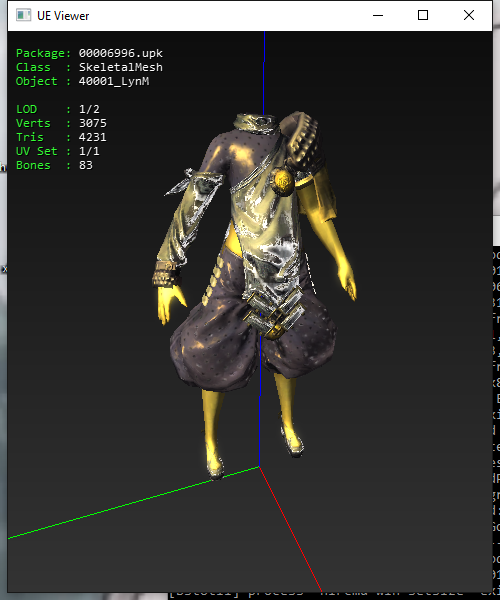 UE Viewer
Package: 00006996.upk
Class : SkeletalMesh
Object : 40001_LynM
LOD : 1/2
Verts : 3075
Tris : 4231
UV Set : 1/1
Bones : 83